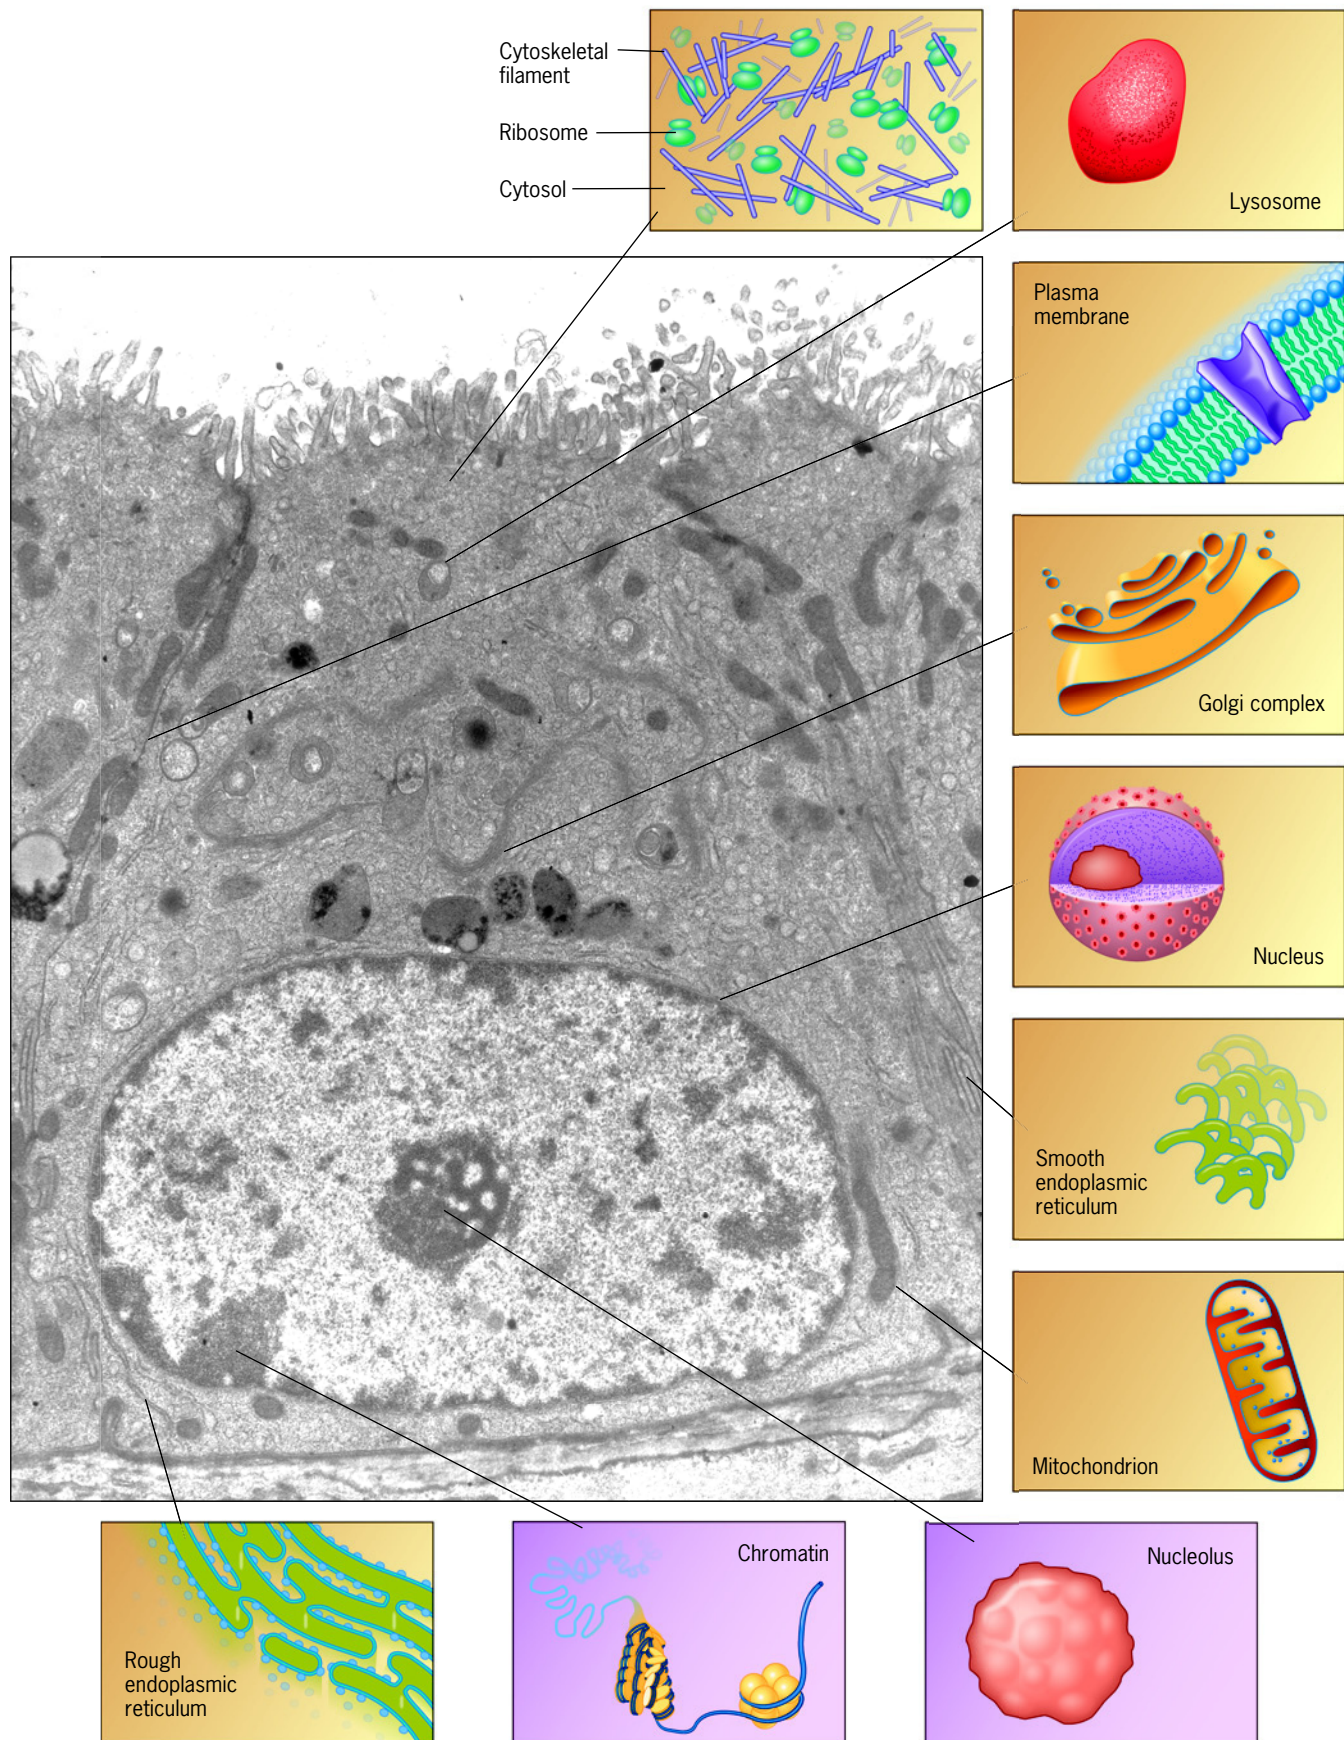 Cytoskeletal
filament
Ribosome
Cytosol
Lysosome
Plasma
membrane
Golgi complex
Nucleus
Smooth
endoplasmic
reticulum
Mitochondrion
Rough
endoplasmic
reticulum
Chromatin
Nucleolus